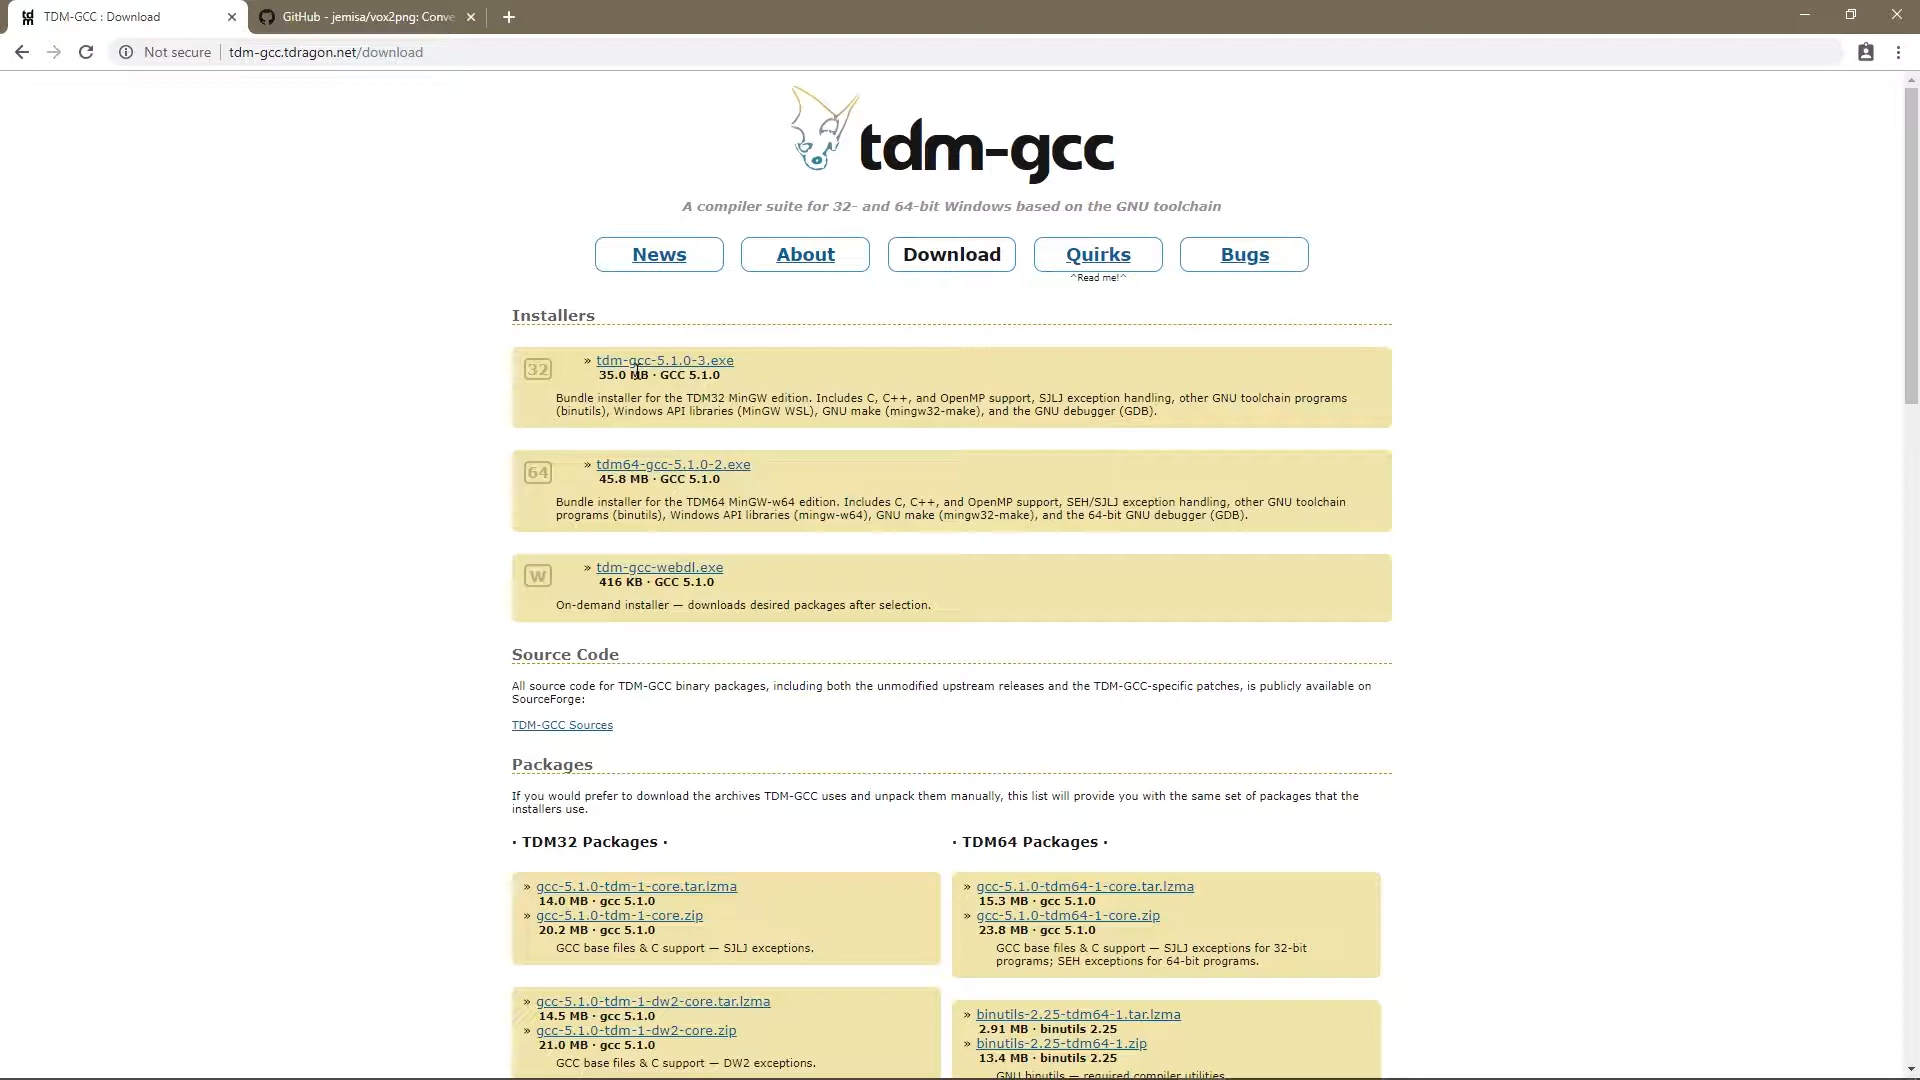 TDM-GCC : Download
GitHub - jemisa/vox2png: Conve
Not secure
tdm-gcc.tdragon.net/download
tdm-gcc
A compiler suite for 32- and 64-bit Windows based on the GNU toolchain
News
About
Download
Quirks
Bugs
^Read me!^
Installers
32
» tdm-gcc-5.1.0-3.exe
35.0 MB · GCC 5.1.0
Bundle installer for the TDM32 MinGW edition. Includes C, C++, and OpenMP support, SJLJ exception handling, other GNU toolchain programs
(binutils), Windows API libraries (MinGW WSL), GNU make (mingw32-make), and the GNU debugger (GDB).
64
» tdm64-gcc-5.1.0-2.exe
45.8 MB · GCC 5.1.0
Bundle installer for the TDM64 MinGW-w64 edition. Includes C, C++, and OpenMP support, SEH/SJLJ exception handling, other GNU toolchain
programs (binutils), Windows API libraries (mingw-w64), GNU make (mingw32-make), and the 64-bit GNU debugger (GDB).
W
» tdm-gcc-webdl.exe
416 KB · GCC 5.1.0
On-demand installer — downloads desired packages after selection.
Source Code
All source code for TDM-GCC binary packages, including both the unmodified upstream releases and the TDM-GCC-specific patches, is publicly available on
SourceForge:
TDM-GCC Sources
Packages
If you would prefer to download the archives TDM-GCC uses and unpack them manually, this list will provide you with the same set of packages that the
installers use.
· TDM32 Packages ·
» gcc-5.1.0-tdm-1-core.tar.lzma
14.0 MB · gcc 5.1.0
» gcc-5.1.0-tdm-1-core.zip
20.2 MB · gcc 5.1.0
GCC base files & C support — SJLJ exceptions.
» gcc-5.1.0-tdm-1-dw2-core.tar.lzma
14.5 MB · gcc 5.1.0
» gcc-5.1.0-tdm-1-dw2-core.zip
21.0 MB · gcc 5.1.0
GCC base files & C support — DW2 exceptions.
· TDM64 Packages ·
» gcc-5.1.0-tdm64-1-core.tar.lzma
15.3 MB · gcc 5.1.0
» gcc-5.1.0-tdm64-1-core.zip
23.8 MB · gcc 5.1.0
GCC base files & C support — SJLJ exceptions for 32-bit
programs; SEH exceptions for 64-bit programs.
» binutils-2.25-tdm64-1.tar.lzma
2.91 MB · binutils 2.25
» binutils-2.25-tdm64-1.zip
13.4 MB · binutils 2.25
GNU binutils — required compiler utilities.